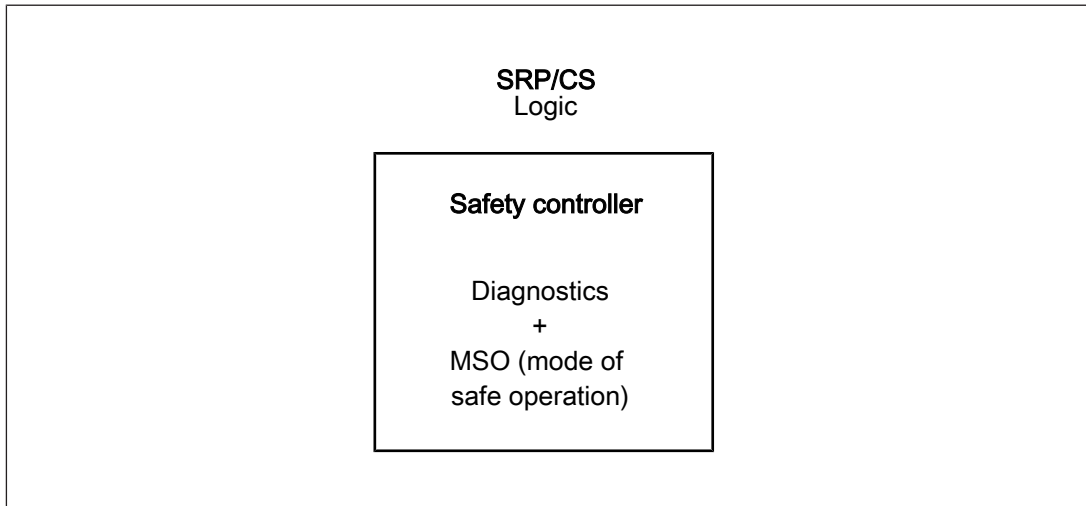 SRP/CS
Logic
Safety controller
Diagnostics
+
MSO (mode of
safe operation)